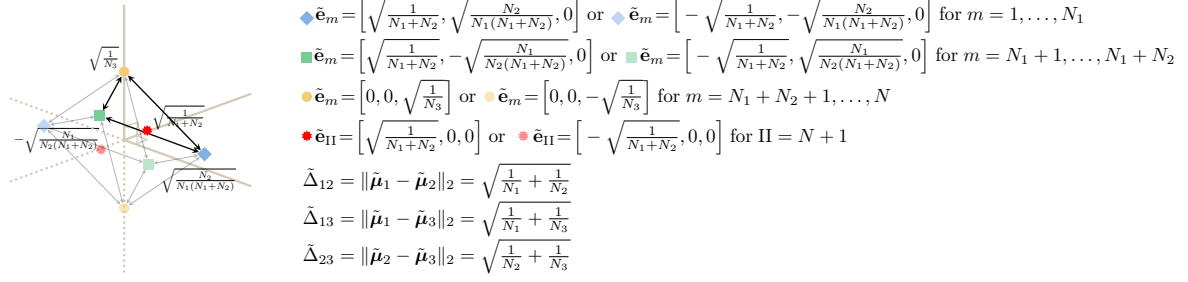 $\tilde{\mathbf{e}}_m = \left[\sqrt{\frac{1}{N_1+N_2}}, \sqrt{\frac{N_2}{N_1(N_1+N_2)}}, 0\right]$ or $\tilde{\mathbf{e}}_m = \left[-\sqrt{\frac{1}{N_1+N_2}}, -\sqrt{\frac{N_2}{N_1(N_1+N_2)}}, 0\right]$ for $m = 1, \ldots, N_1$
$\tilde{\mathbf{e}}_m = \left[\sqrt{\frac{1}{N_1+N_2}}, -\sqrt{\frac{N_1}{N_2(N_1+N_2)}}, 0\right]$ or $\tilde{\mathbf{e}}_m = \left[-\sqrt{\frac{1}{N_1+N_2}}, \sqrt{\frac{N_1}{N_2(N_1+N_2)}}, 0\right]$ for $m = N_1+1, \ldots, N_1+N_2$
$\tilde{\mathbf{e}}_m = \left[0, 0, \sqrt{\frac{1}{N_3}}\right]$ or $\tilde{\mathbf{e}}_m = \left[0, 0, -\sqrt{\frac{1}{N_3}}\right]$ for $m = N_1+N_2+1, \ldots, N$
$\tilde{\mathbf{e}}_{\mathrm{II}} = \left[\sqrt{\frac{1}{N_1+N_2}}, 0, 0\right]$ or $\tilde{\mathbf{e}}_{\mathrm{II}} = \left[-\sqrt{\frac{1}{N_1+N_2}}, 0, 0\right]$ for $\mathrm{II} = N+1$
$\tilde{\Delta}_{12} = \|\tilde{\boldsymbol{\mu}}_1 - \tilde{\boldsymbol{\mu}}_2\|_2 = \sqrt{\frac{1}{N_1} + \frac{1}{N_2}}$
$\tilde{\Delta}_{13} = \|\tilde{\boldsymbol{\mu}}_1 - \tilde{\boldsymbol{\mu}}_3\|_2 = \sqrt{\frac{1}{N_1} + \frac{1}{N_3}}$
$\tilde{\Delta}_{23} = \|\tilde{\boldsymbol{\mu}}_2 - \tilde{\boldsymbol{\mu}}_3\|_2 = \sqrt{\frac{1}{N_2} + \frac{1}{N_3}}$
$\sqrt{\frac{1}{N_3}}$
$\sqrt{\frac{1}{N_1+N_2}}$
$-\sqrt{\frac{N_1}{N_2(N_1+N_2)}}$
$\sqrt{\frac{N_2}{N_1(N_1+N_2)}}$